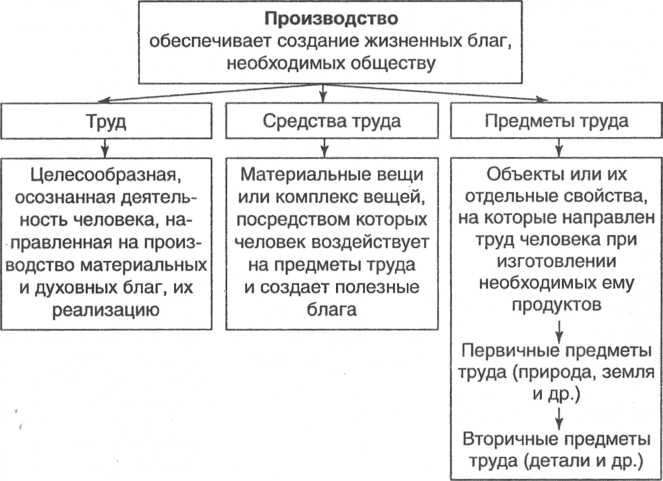 Производство
обеспечивает создание жизненных благ,
необходимых обществу
Труд
Средства труда
Предметы труда
Целесообразная,
осознанная деятель-
ность человека, на-
правленная на произ-
водство материальных
и духовных благ, их
реализацию
Материальные вещи
или комплекс вещей,
посредством которых
человек воздействует
на предметы труда
и создает полезные
блага
Объекты или их
отдельные свойства,
на которые направлен
труд человека при
изготовлении
необходимых ему
продуктов
Первичные предметы
труда (природа, земля
и др.)
Вторичные предметы
труда (детали и др.)